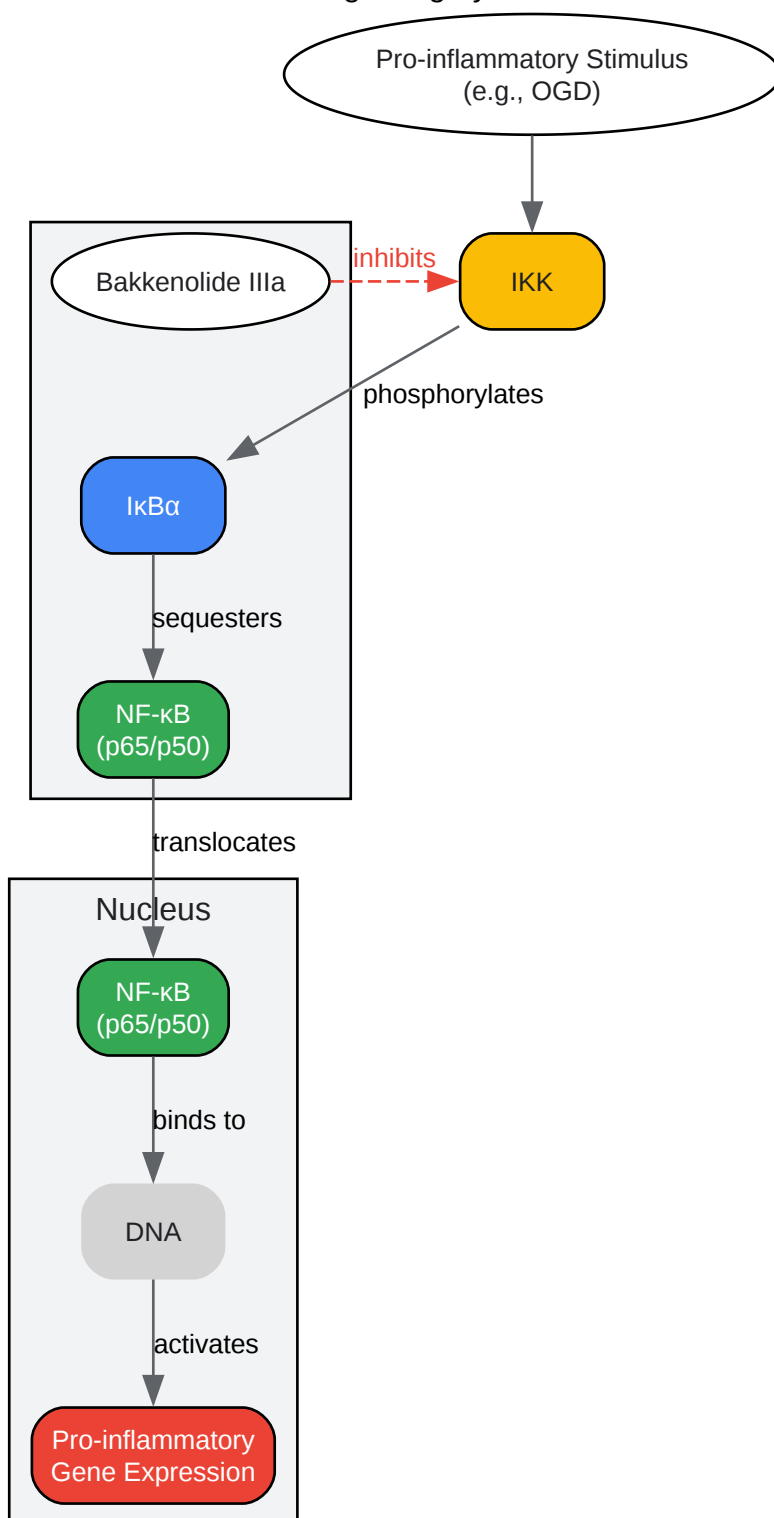 Pro-inflammatory Stimulus
(e.g., OGD)
Bakkenolide IIIa
inhibits
IKK
phosphorylates
IκBα
sequesters
NF-κB
(p65/p50)
translocates
Nucleus
NF-κB
(p65/p50)
binds to
DNA
activates
Pro-inflammatory
Gene Expression